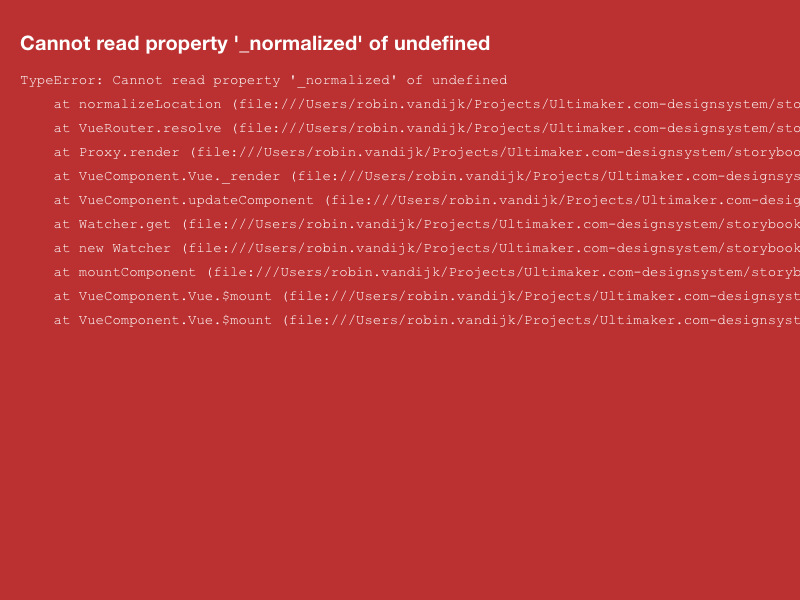 Cannot read property '_normalized' of undefined
TypeError: Cannot read property '_normalized' of undefined
at normalizeLocation (file:///Users/robin.vandijk/Projects/Ultimaker.com-designsystem/sto
at VueRouter.resolve (file:///Users/robin.vandijk/Projects/Ultimaker.com-designsystem/sto
at Proxy.render (file:///Users/robin.vandijk/Projects/Ultimaker.com-designsystem/storyboo
at VueComponent.Vue._render (file:///Users/robin.vandijk/Projects/Ultimaker.com-designsys
at VueComponent.updateComponent (file:///Users/robin.vandijk/Projects/Ultimaker.com-desig
at Watcher.get (file:///Users/robin.vandijk/Projects/Ultimaker.com-designsystem/storybook
at new Watcher (file:///Users/robin.vandijk/Projects/Ultimaker.com-designsystem/storybook
at mountComponent (file:///Users/robin.vandijk/Projects/Ultimaker.com-designsystem/storyb
at VueComponent.Vue.$mount (file:///Users/robin.vandijk/Projects/Ultimaker.com-designsyst
at VueComponent.Vue.$mount (file:///Users/robin.vandijk/Projects/Ultimaker.com-designsyst